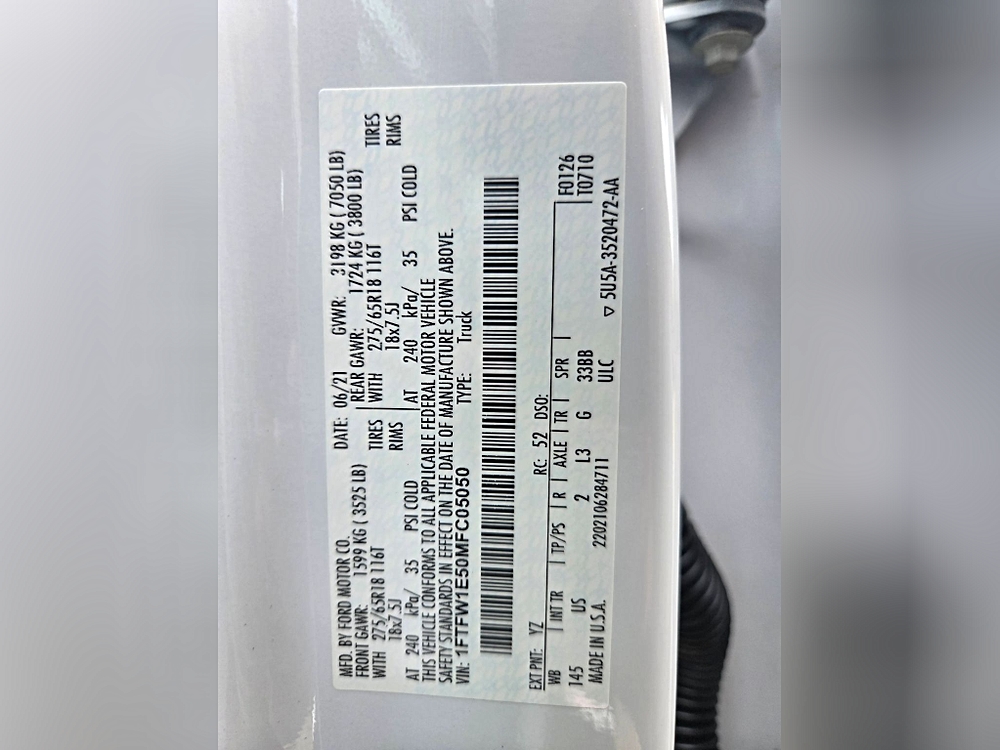 MFD. BY FORD MOTOR CO. DATE: 06/21 GVWR: 3198 KG ( 7050 LB)
FRONT GAWR: 1599 KG ( 3525 LB) REAR GAWR: 1724 KG ( 3800 LB)
WITH 275/65R18 116T TIRES WITH 275/65R18 116T TIRES
18x7.5J RIMS 18x7.5J RIMS
AT 240 kPa/ 35 PSI COLD AT 240 kPa/ 35 PSI COLD
THIS VEHICLE CONFORMS TO ALL APPLICABLE FEDERAL MOTOR VEHICLE
SAFETY STANDARDS IN EFFECT ON THE DATE OF MANUFACTURE SHOWN ABOVE.
VIN: 1FTFW1E50MFC05050 TYPE: Truck
EXT PNT: YZ RC: 52 DSO:
WB INT TR TP/PS R AXLE TR SPR F0126
145 US 2 L3 G 33BB T0710
MADE IN U.S.A. 2202106284711 ULC
▽ 5U5A-3520472-AA